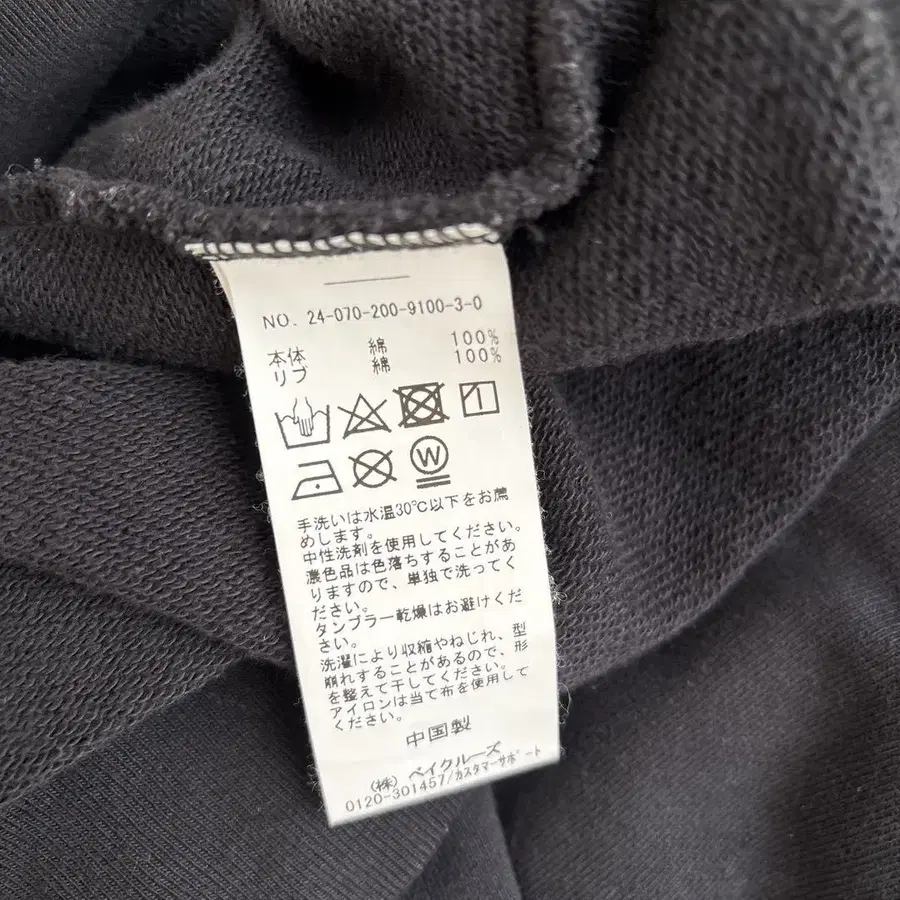 NO. 24-070-200-9100-3-0
本体 綿 100%
リブ 綿 100%
W
手洗いは水温30℃以下をお薦
めします。
中性洗剤を使用してください。
濃色品は色落ちすることがあ
りますので、単独で洗ってく
ださい。
タンブラー乾燥はお避けくだ
さい。
洗濯により収縮やねじれ、型
崩れすることがあるので、形
を整えて干してください。
アイロンは当て布を使用して
ください。
中国製
(株) ベイクルーズ
0120-301457/カスタマーサポート